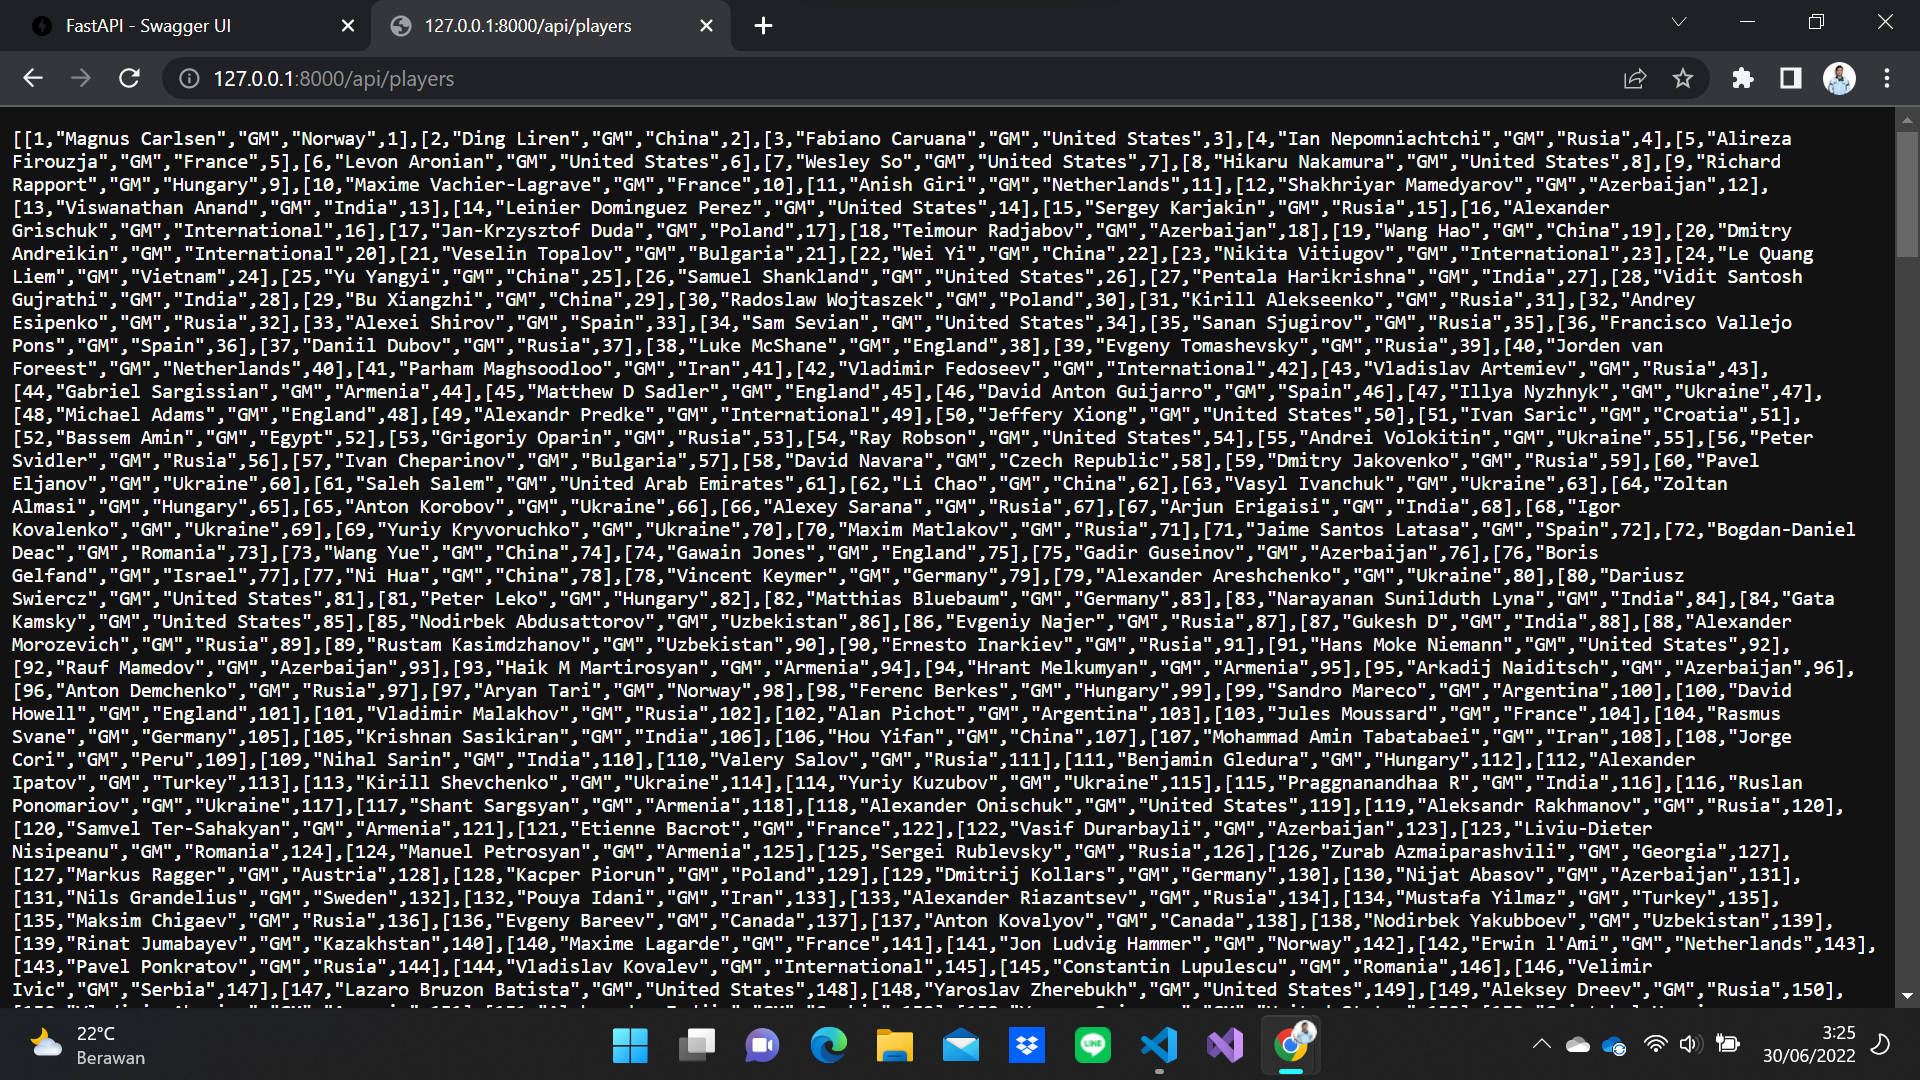 FastAPI - Swagger UI
127.0.0.1:8000/api/players
127.0.0.1:8000/api/players
[[1,"Magnus Carlsen","GM","Norway",1],[2,"Ding Liren","GM","China",2],[3,"Fabiano Caruana","GM","United States",3],[4,"Ian Nepomniachtchi","GM","Rusia",4],[5,"Alireza
Firouzja","GM","France",5],[6,"Levon Aronian","GM","United States",6],[7,"Wesley So","GM","United States",7],[8,"Hikaru Nakamura","GM","United States",8],[9,"Richard
Rapport","GM","Hungary",9],[10,"Maxime Vachier-Lagrave","GM","France",10],[11,"Anish Giri","GM","Netherlands",11],[12,"Shakhriyar Mamedyarov","GM","Azerbaijan",12],
[13,"Viswanathan Anand","GM","India",13],[14,"Leinier Dominguez Perez","GM","United States",14],[15,"Sergey Karjakin","GM","Rusia",15],[16,"Alexander
Grischuk","GM","International",16],[17,"Jan-Krzysztof Duda","GM","Poland",17],[18,"Teimour Radjabov","GM","Azerbaijan",18],[19,"Wang Hao","GM","China",19],[20,"Dmitry
Andreikin","GM","International",20],[21,"Veselin Topalov","GM","Bulgaria",21],[22,"Wei Yi","GM","China",22],[23,"Nikita Vitiugov","GM","International",23],[24,"Le Quang
Liem","GM","Vietnam",24],[25,"Yu Yangyi","GM","China",25],[26,"Samuel Shankland","GM","United States",26],[27,"Pentala Harikrishna","GM","India",27],[28,"Vidit Santosh
Gujrathi","GM","India",28],[29,"Bu Xiangzhi","GM","China",29],[30,"Radoslaw Wojtaszek","GM","Poland",30],[31,"Kirill Alekseenko","GM","Rusia",31],[32,"Andrey
Esipenko","GM","Rusia",32],[33,"Alexei Shirov","GM","Spain",33],[34,"Sam Sevian","GM","United States",34],[35,"Sanan Sjugirov","GM","Rusia",35],[36,"Francisco Vallejo
Pons","GM","Spain",36],[37,"Daniil Dubov","GM","Rusia",37],[38,"Luke McShane","GM","England",38],[39,"Evgeny Tomashevsky","GM","Rusia",39],[40,"Jorden van
Foreest","GM","Netherlands",40],[41,"Parham Maghsoodloo","GM","Iran",41],[42,"Vladimir Fedoseev","GM","International",42],[43,"Vladislav Artemiev","GM","Rusia",43],
[44,"Gabriel Sargissian","GM","Armenia",44],[45,"Matthew D Sadler","GM","England",45],[46,"David Anton Guijarro","GM","Spain",46],[47,"Illya Nyzhnyk","GM","Ukraine",47],
[48,"Michael Adams","GM","England",48],[49,"Alexandr Predke","GM","International",49],[50,"Jeffery Xiong","GM","United States",50],[51,"Ivan Saric","GM","Croatia",51],
[52,"Bassem Amin","GM","Egypt",52],[53,"Grigoriy Oparin","GM","Rusia",53],[54,"Ray Robson","GM","United States",54],[55,"Andrei Volokitin","GM","Ukraine",55],[56,"Peter
Svidler","GM","Rusia",56],[57,"Ivan Cheparinov","GM","Bulgaria",57],[58,"David Navara","GM","Czech Republic",58],[59,"Dmitry Jakovenko","GM","Rusia",59],[60,"Pavel
Eljanov","GM","Ukraine",60],[61,"Saleh Salem","GM","United Arab Emirates",61],[62,"Li Chao","GM","China",62],[63,"Vasyl Ivanchuk","GM","Ukraine",63],[64,"Zoltan
Almasi","GM","Hungary",65],[65,"Anton Korobov","GM","Ukraine",66],[66,"Alexey Sarana","GM","Rusia",67],[67,"Arjun Erigaisi","GM","India",68],[68,"Igor
Kovalenko","GM","Ukraine",69],[69,"Yuriy Kryvoruchko","GM","Ukraine",70],[70,"Maxim Matlakov","GM","Rusia",71],[71,"Jaime Santos Latasa","GM","Spain",72],[72,"Bogdan-Daniel
Deac","GM","Romania",73],[73,"Wang Yue","GM","China",74],[74,"Gawain Jones","GM","England",75],[75,"Gadir Guseinov","GM","Azerbaijan",76],[76,"Boris
Gelfand","GM","Israel",77],[77,"Ni Hua","GM","China",78],[78,"Vincent Keymer","GM","Germany",79],[79,"Alexander Areshchenko","GM","Ukraine",80],[80,"Dariusz
Swiercz","GM","United States",81],[81,"Peter Leko","GM","Hungary",82],[82,"Matthias Bluebaum","GM","Germany",83],[83,"Narayanan Sunilduth Lyna","GM","India",84],[84,"Gata
Kamsky","GM","United States",85],[85,"Nodirbek Abdusattorov","GM","Uzbekistan",86],[86,"Evgeniy Najer","GM","Rusia",87],[87,"Gukesh D","GM","India",88],[88,"Alexander
Morozevich","GM","Rusia",89],[89,"Rustam Kasimdzhanov","GM","Uzbekistan",90],[90,"Ernesto Inarkiev","GM","Rusia",91],[91,"Hans Moke Niemann","GM","United States",92],
[92,"Rauf Mamedov","GM","Azerbaijan",93],[93,"Haik M Martirosyan","GM","Armenia",94],[94,"Hrant Melkumyan","GM","Armenia",95],[95,"Arkadij Naiditsch","GM","Azerbaijan",96],
[96,"Anton Demchenko","GM","Rusia",97],[97,"Aryan Tari","GM","Norway",98],[98,"Ferenc Berkes","GM","Hungary",99],[99,"Sandro Mareco","GM","Argentina",100],[100,"David
Howell","GM","England",101],[101,"Vladimir Malakhov","GM","Rusia",102],[102,"Alan Pichot","GM","Argentina",103],[103,"Jules Moussard","GM","France",104],[104,"Rasmus
Svane","GM","Germany",105],[105,"Krishnan Sasikiran","GM","India",106],[106,"Hou Yifan","GM","China",107],[107,"Mohammad Amin Tabatabaei","GM","Iran",108],[108,"Jorge
Cori","GM","Peru",109],[109,"Nihal Sarin","GM","India",110],[110,"Valery Salov","GM","Rusia",111],[111,"Benjamin Gledura","GM","Hungary",112],[112,"Alexander
Ipatov","GM","Turkey",113],[113,"Kirill Shevchenko","GM","Ukraine",114],[114,"Yuriy Kuzubov","GM","Ukraine",115],[115,"Praggnanandhaa R","GM","India",116],[116,"Ruslan
Ponomariov","GM","Ukraine",117],[117,"Shant Sargsyan","GM","Armenia",118],[118,"Alexander Onischuk","GM","United States",119],[119,"Aleksandr Rakhmanov","GM","Rusia",120],
[120,"Samvel Ter-Sahakyan","GM","Armenia",121],[121,"Etienne Bacrot","GM","France",122],[122,"Vasif Durarbayli","GM","Azerbaijan",123],[123,"Liviu-Dieter
Nisipeanu","GM","Romania",124],[124,"Manuel Petrosyan","GM","Armenia",125],[125,"Sergei Rublevsky","GM","Rusia",126],[126,"Zurab Azmaiparashvili","GM","Georgia",127],
[127,"Markus Ragger","GM","Austria",128],[128,"Kacper Piorun","GM","Poland",129],[129,"Dmitrij Kollars","GM","Germany",130],[130,"Nijat Abasov","GM","Azerbaijan",131],
[131,"Nils Grandelius","GM","Sweden",132],[132,"Pouya Idani","GM","Iran",133],[133,"Alexander Riazantsev","GM","Rusia",134],[134,"Mustafa Yilmaz","GM","Turkey",135],
[135,"Maksim Chigaev","GM","Rusia",136],[136,"Evgeny Bareev","GM","Canada",137],[137,"Anton Kovalyov","GM","Canada",138],[138,"Nodirbek Yakubboev","GM","Uzbekistan",139],
[139,"Rinat Jumabayev","GM","Kazakhstan",140],[140,"Maxime Lagarde","GM","France",141],[141,"Jon Ludvig Hammer","GM","Norway",142],[142,"Erwin l'Ami","GM","Netherlands",143],
[143,"Pavel Ponkratov","GM","Rusia",144],[144,"Vladislav Kovalev","GM","International",145],[145,"Constantin Lupulescu","GM","Romania",146],[146,"Velimir
Ivic","GM","Serbia",147],[147,"Lazaro Bruzon Batista","GM","United States",148],[148,"Yaroslav Zherebukh","GM","United States",149],[149,"Aleksey Dreev","GM","Rusia",150],
22°C
Berawan
LINE
3:25
30/06/2022